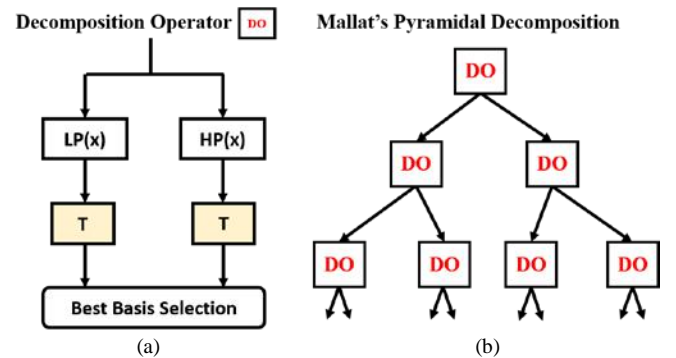 Decomposition Operator DO
LP(x) HP(x)
T T
Best Basis Selection
(a)
Mallat's Pyramidal Decomposition
DO
DO DO
DO DO DO DO
(b)